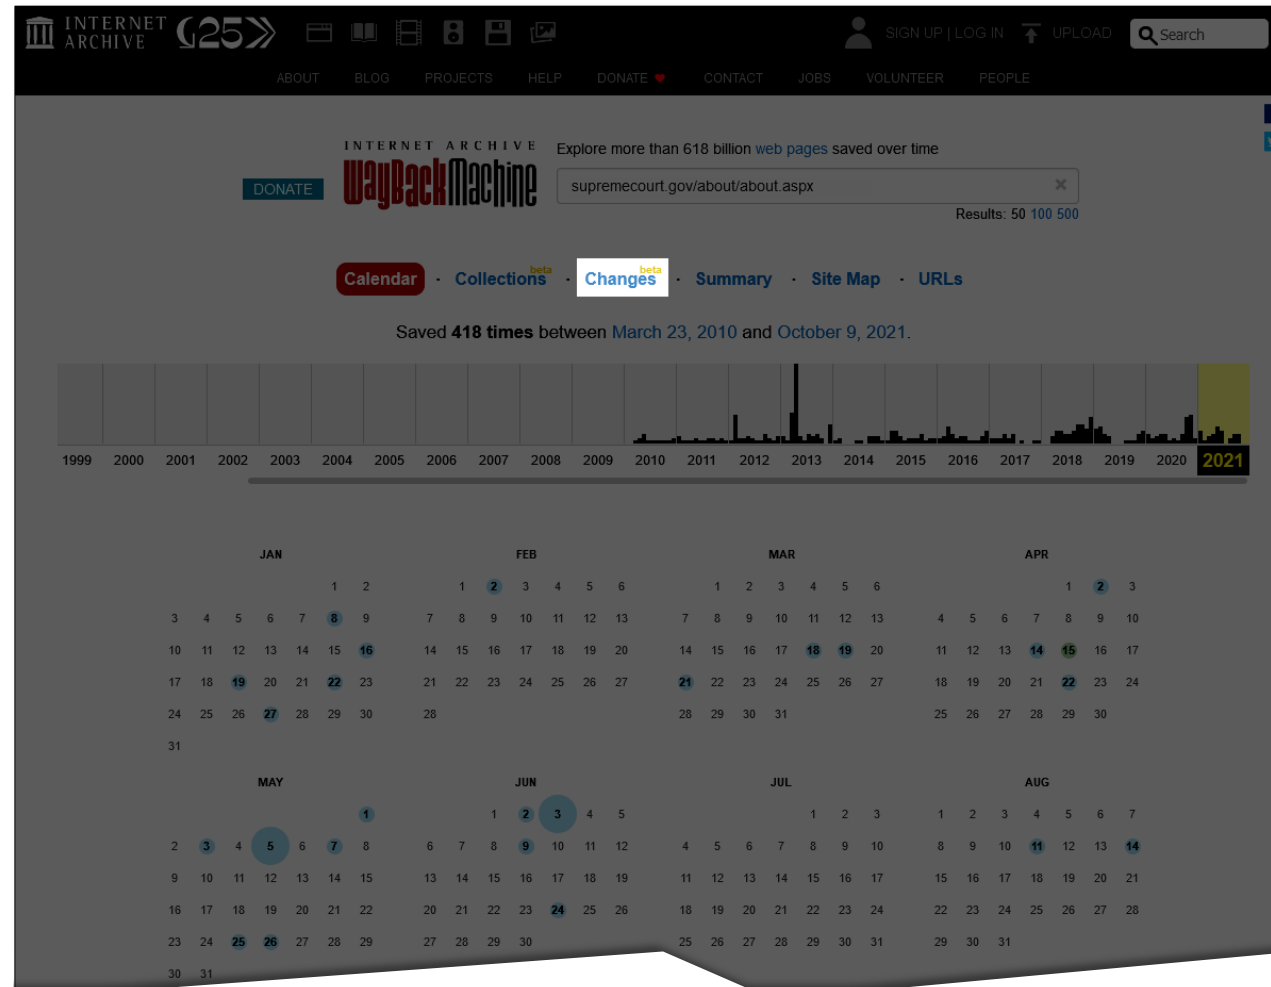 INTERNET ARCHIVE
25
SIGN UP | LOG IN
UPLOAD
Search
ABOUT BLOG PROJECTS HELP DONATE CONTACT JOBS VOLUNTEER PEOPLE
INTERNET ARCHIVE
WayBackMachine
DONATE
Explore more than 618 billion web pages saved over time
supremecourt.gov/about/about.aspx
Results: 50 100 500
Calendar · Collections beta · Changes beta · Summary · Site Map · URLs
Saved 418 times between March 23, 2010 and October 9, 2021.
1999 2000 2001 2002 2003 2004 2005 2006 2007 2008 2009 2010 2011 2012 2013 2014 2015 2016 2017 2018 2019 2020 2021
JAN
1 2
3 4 5 6 7 8 9
10 11 12 13 14 15 16
17 18 19 20 21 22 23
24 25 26 27 28 29 30
31
FEB
1 2 3 4 5 6
7 8 9 10 11 12 13
14 15 16 17 18 19 20
21 22 23 24 25 26 27
28
MAR
1 2 3 4 5 6
7 8 9 10 11 12 13
14 15 16 17 18 19 20
21 22 23 24 25 26 27
28 29 30 31
APR
1 2 3
4 5 6 7 8 9 10
11 12 13 14 15 16 17
18 19 20 21 22 23 24
25 26 27 28 29 30
MAY
1
2 3 4 5 6 7 8
9 10 11 12 13 14 15
16 17 18 19 20 21 22
23 24 25 26 27 28 29
30 31
JUN
1 2 3 4 5
6 7 8 9 10 11 12
13 14 15 16 17 18 19
20 21 22 23 24 25 26
27 28 29 30
JUL
1 2 3
4 5 6 7 8 9 10
11 12 13 14 15 16 17
18 19 20 21 22 23 24
25 26 27 28 29 30 31
AUG
1 2 3 4 5 6 7
8 9 10 11 12 13 14
15 16 17 18 19 20 21
22 23 24 25 26 27 28
29 30 31